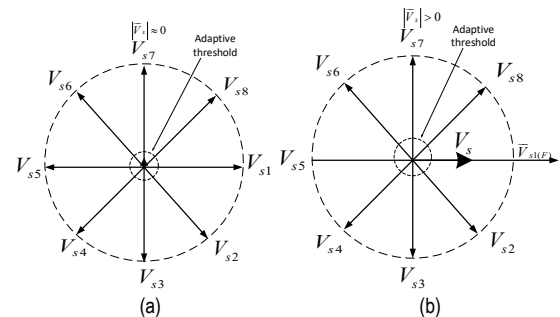 |V̅s| ≈ 0
Adaptive
threshold
Vs7
Vs6
Vs8
Vs5
Vs1
Vs4
Vs2
Vs3
(a)
|V̅s| > 0
Adaptive
threshold
Vs7
Vs6
Vs8
Vs
Vs5
V̅s1(F)
Vs4
Vs2
Vs3
(b)